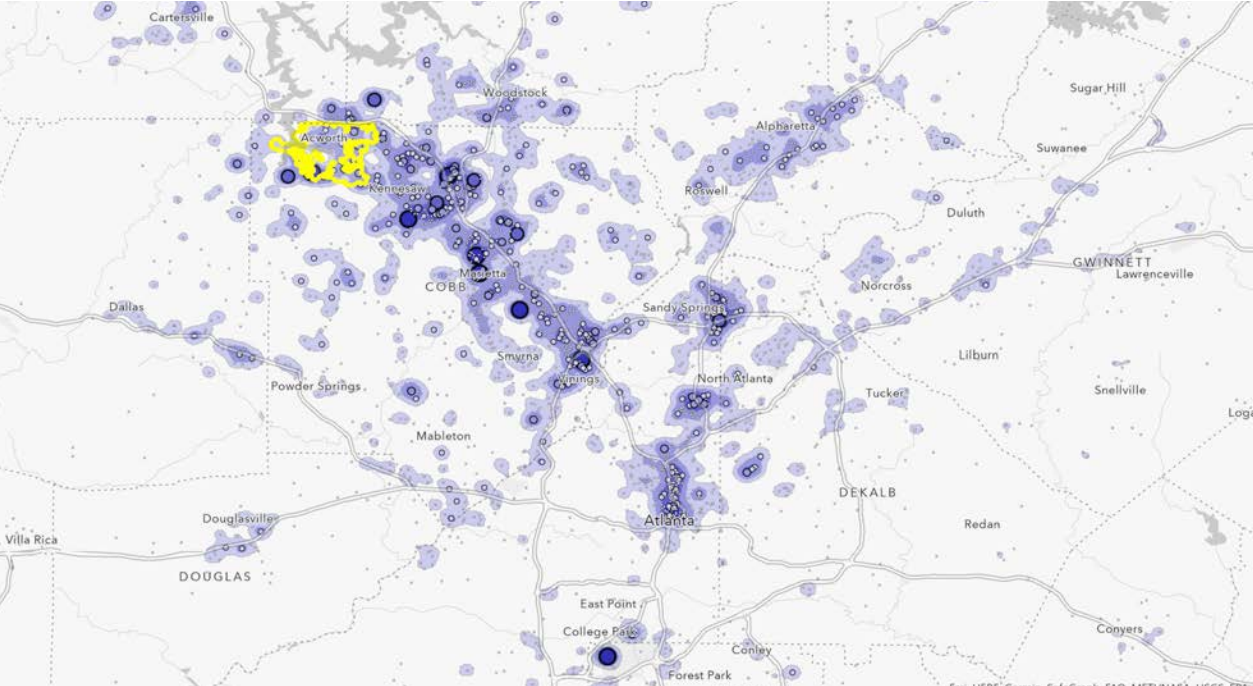 Cartersville
Woodstock
Sugar Hill
Alpharetta
Acworth
Suwanee
Kennesaw
Roswell
Duluth
GWINNETT
Lawrenceville
Marietta
COBB
Norcross
Dallas
Sandy Springs
Smyrna
Lilburn
Vinings
North Atlanta
Powder Springs
Tucker
Snellville
Mableton
DEKALB
Douglasville
Atlanta
Redan
Villa Rica
DOUGLAS
East Point
College Park
Conyers
Conley
Forest Park